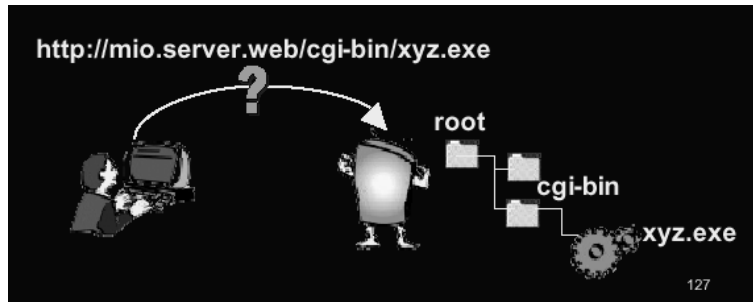 http://mio.server.web/cgi-bin/xyz.exe
?
root
cgi-bin
xyz.exe
127